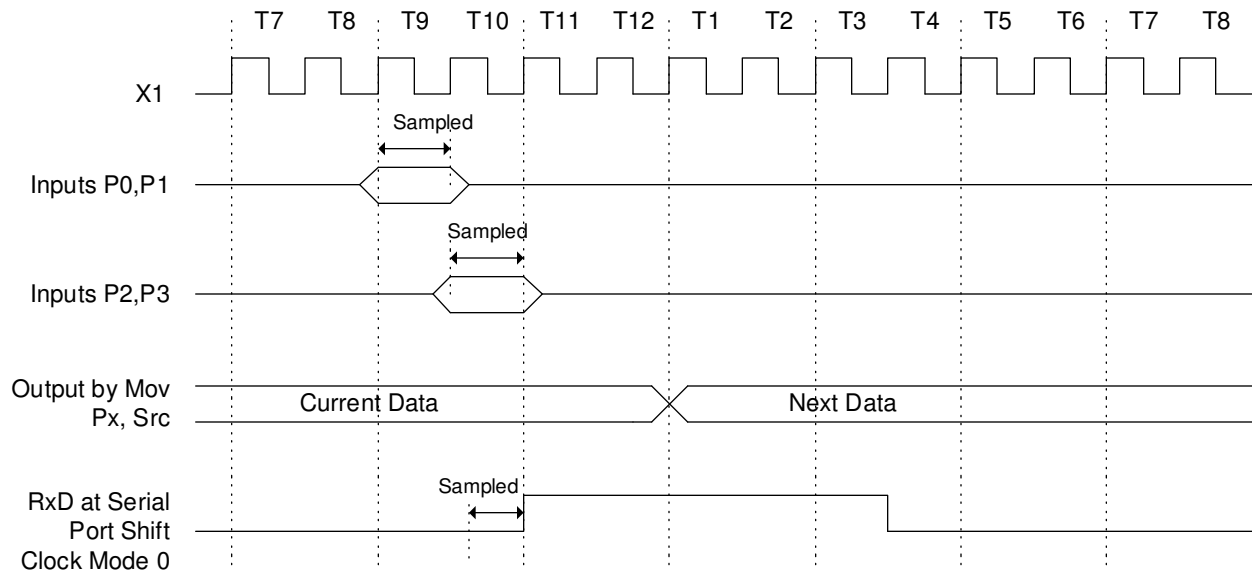 T7 T8 T9 T10 T11 T12 T1 T2 T3 T4 T5 T6 T7 T8
X1
Sampled
Inputs P0,P1
Sampled
Inputs P2,P3
Output by Mov
Px, Src
Current Data
Next Data
Sampled
RxD at Serial
Port Shift
Clock Mode 0